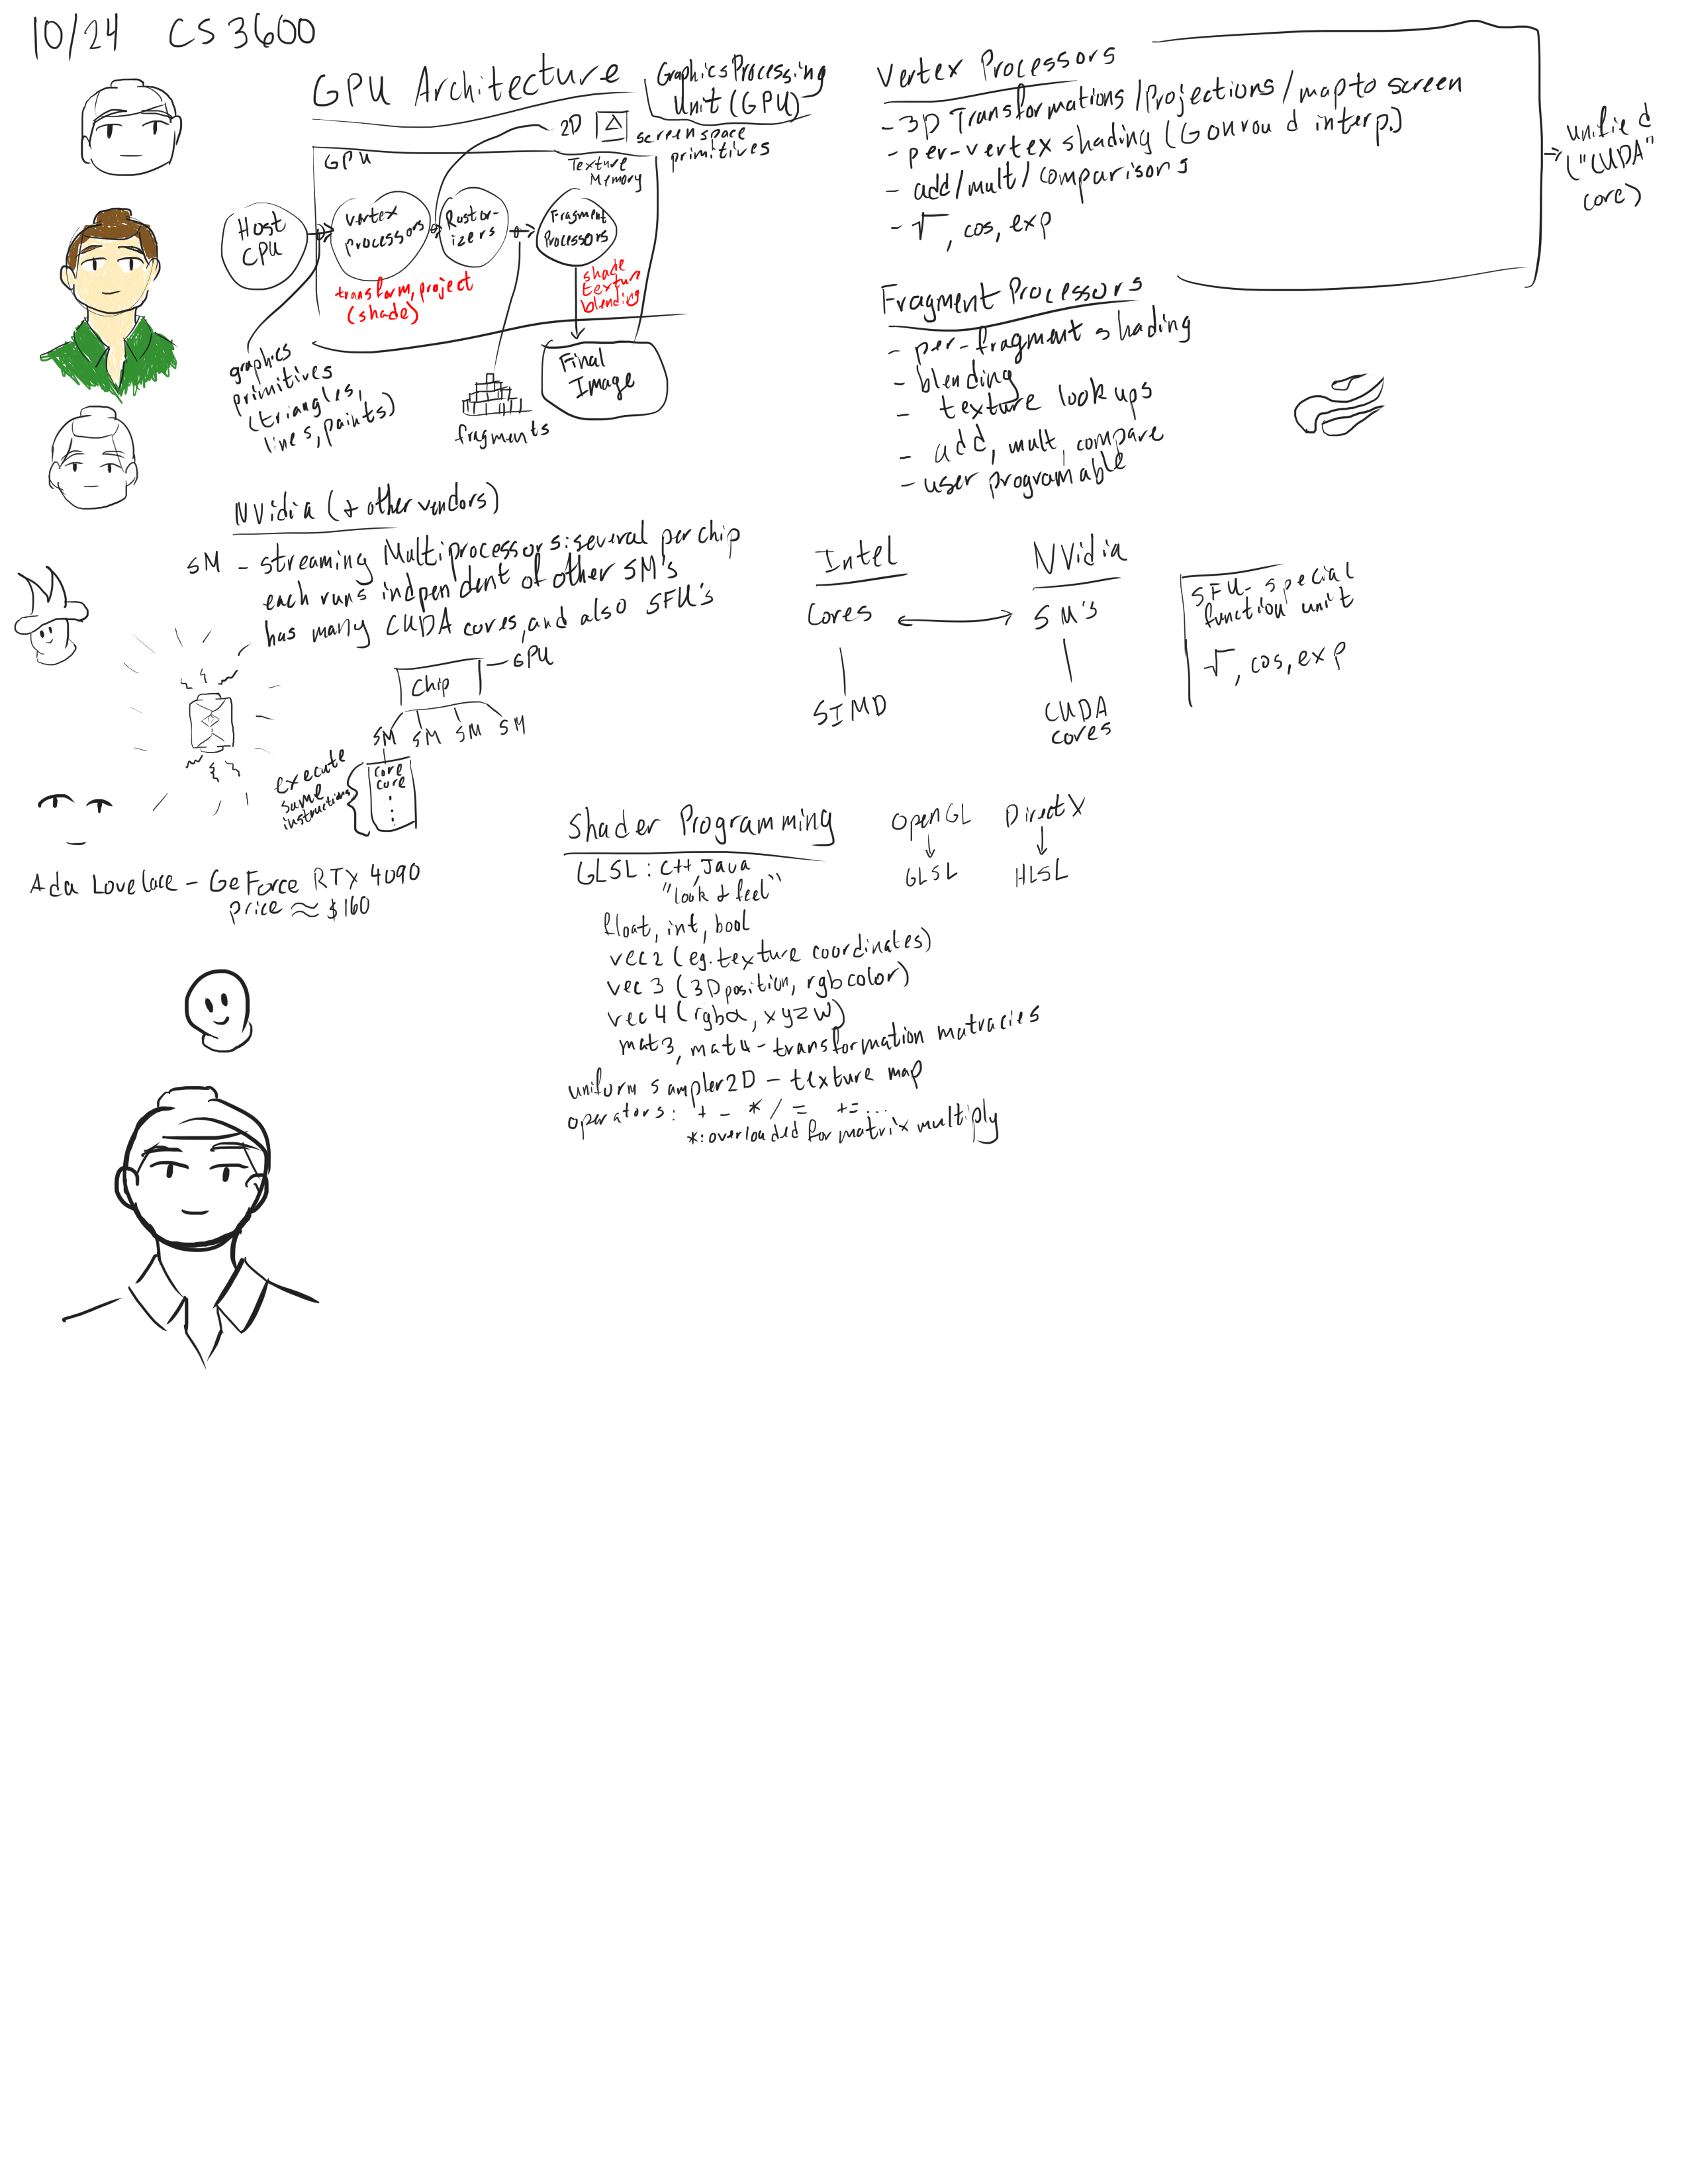 10/24 CS 3600
GPU Architecture
Graphics Processing
Unit (GPU)
2D
screen space
primitives
GPU
Texture
Memory
Host
CPU
vertex
processors
Rastor-
izers
Fragment
Processors
transform, project
(shade)
shade
texture
blending
graphics
primitives
(triangles,
lines, points)
fragments
Final
Image
Vertex Processors
- 3D Transformations / Projections / map to screen
- per-vertex shading (Gonroud interp.)
- add/mult/comparisons
- √, cos, exp
unified
("CUDA"
core)
Fragment Processors
- per-fragment shading
- blending
- texture lookups
- add, mult, compare
- user programable
NVidia (+ other vendors)
SM - streaming Multiprocessors: several per chip
each runs indpendent of other SM's
has many CUDA cores, and also SFU's
Chip
GPU
SM SM SM SM
core
core
execute
same
instructions
Intel
Cores
SIMD
NVidia
SM's
CUDA
cores
SFU - special
function unit
√, cos, exp
Ada Lovelace - GeForce RTX 4090
price ≈ $160
Shader Programming
GLSL: C++, Java
"look & feel"
float, int, bool
vec2 (eg. texture coordinates)
vec3 (3D position, rgb color)
vec4 (rgbα, xyzw)
mat3, mat4 - transformation matracies
uniform sampler2D - texture map
operators: + - * / = += ...
*: overloaded for matrix multiply
OpenGL
GLSL
DirectX
HLSL